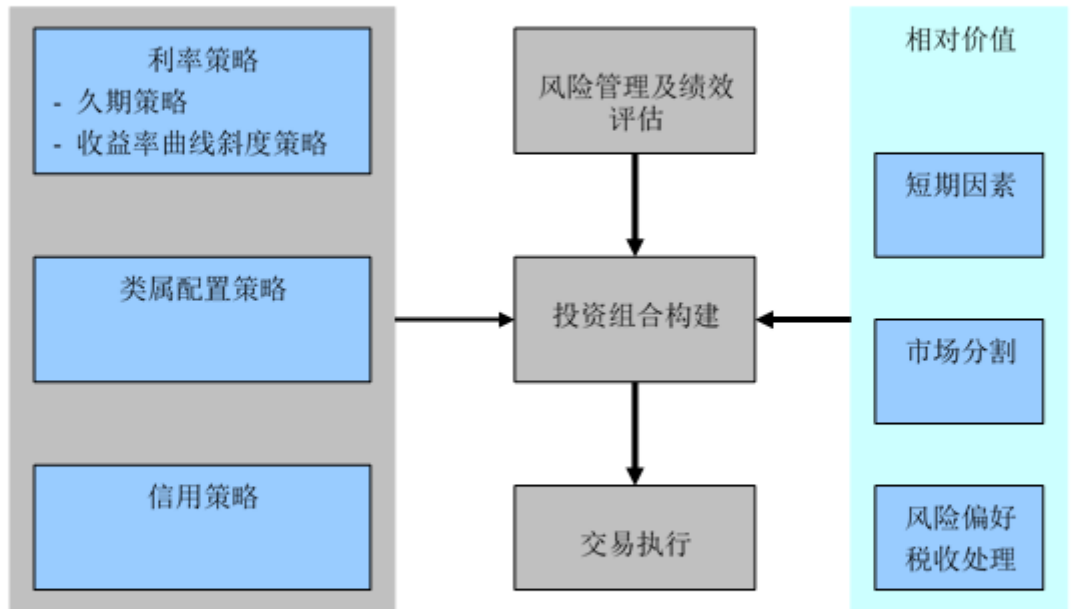 利率策略
- 久期策略
- 收益率曲线斜度策略
类属配置策略
信用策略
风险管理及绩效
评估
投资组合构建
交易执行
相对价值
短期因素
市场分割
风险偏好
税收处理